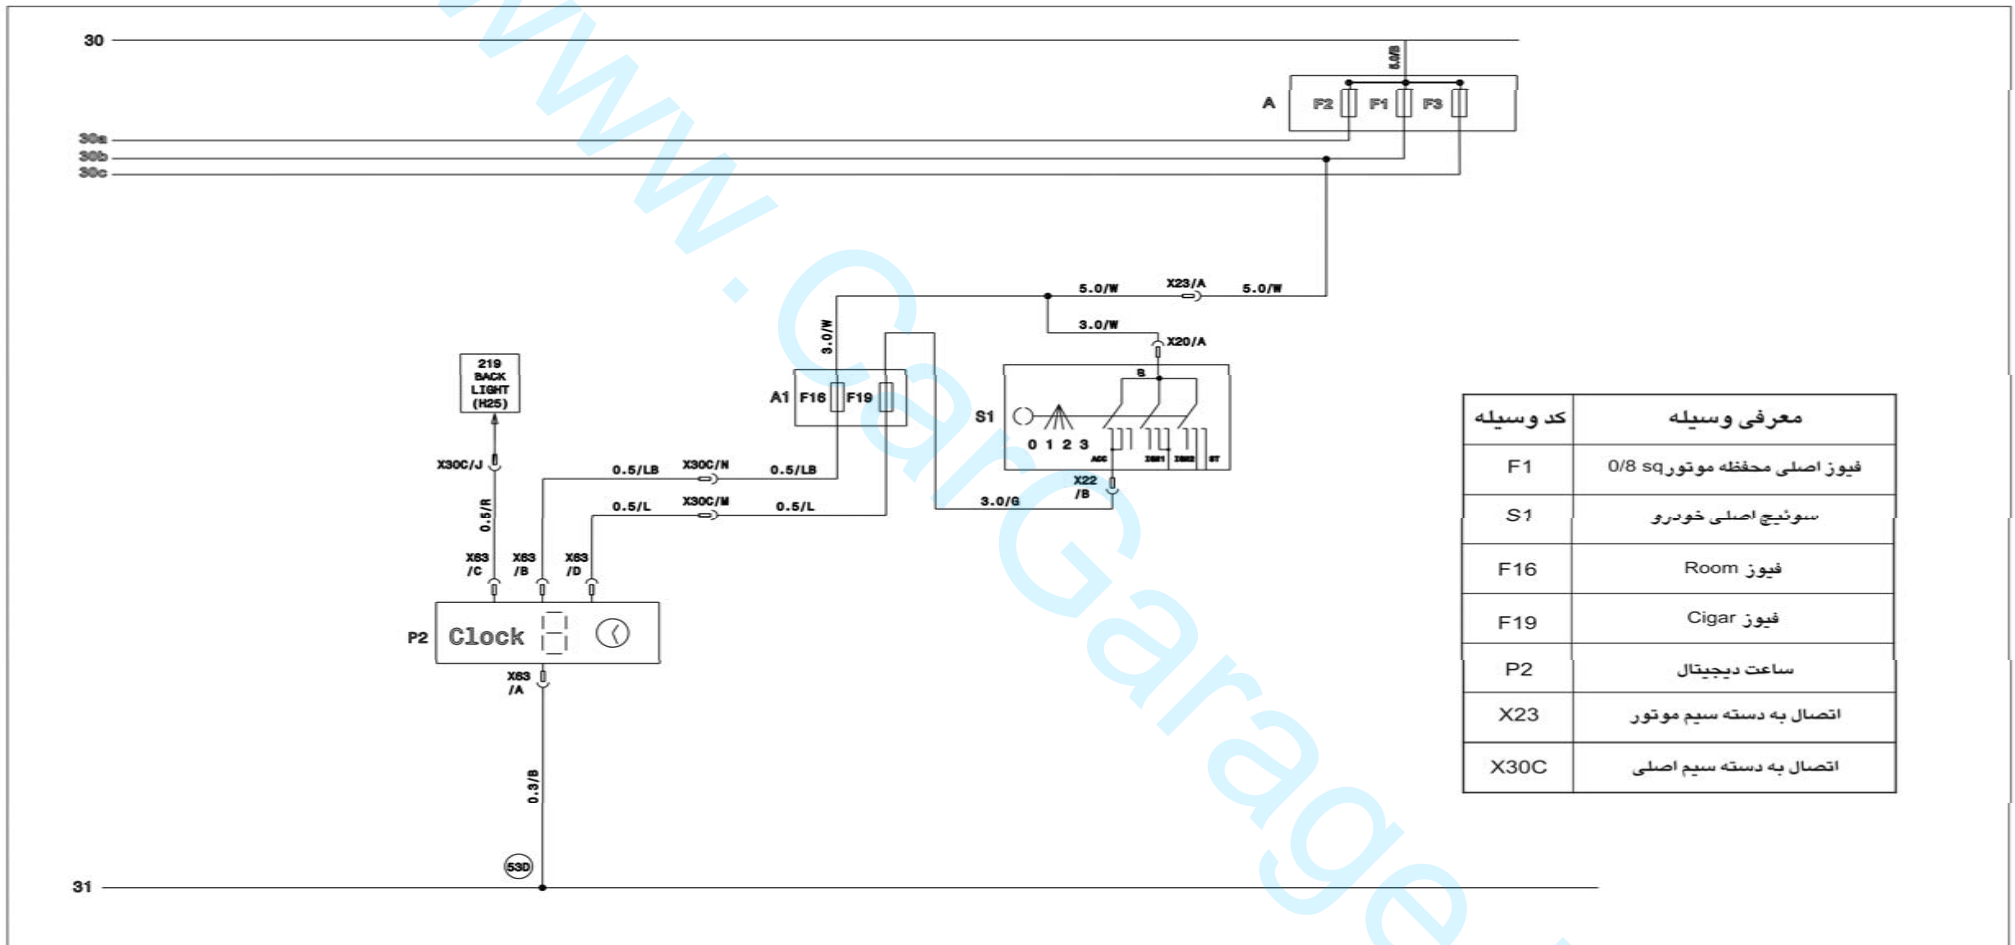 30
5.0/B
A
F2
F1
F3
30a
30b
30c
5.0/W
X23/A
5.0/W
3.0/W
3.0/W
X20/A
219
BACK
LIGHT
(H25)
A1
F16
F19
S1
B
0 1 2 3
ACC
IGN1
IGN2
ST
X30C/J
0.5/LB
X30C/N
0.5/LB
X22
/B
0.5/R
0.5/L
X30C/M
0.5/L
3.0/G
X63
/C
X63
/B
X63
/D
P2
Clock
X63
/A
0.3/B
53D
31
کد وسیله
معرفی وسیله
F1
فیوز اصلی محفظه موتور 0/8 sq
S1
سوئیچ اصلی خودرو
F16
فیوز Room
F19
فیوز Cigar
P2
ساعت دیجیتال
X23
اتصال به دسته سیم موتور
X30C
اتصال به دسته سیم اصلی
www.CarGarage.